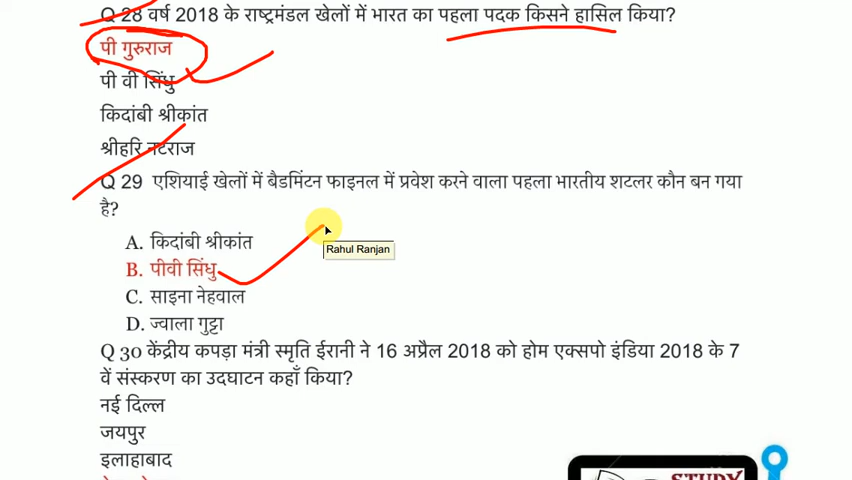 Q 28 वर्ष 2018 के राष्ट्रमंडल खेलों में भारत का पहला पदक किसने हासिल किया?
पी गुरुराज
पी वी सिंधु
किदांबी श्रीकांत
श्रीहरि नटराज
Q 29 एशियाई खेलों में बैडमिंटन फाइनल में प्रवेश करने वाला पहला भारतीय शटलर कौन बन गया
है?
A. किदांबी श्रीकांत
Rahul Ranjan
B. पीवी सिंधु
C. साइना नेहवाल
D. ज्वाला गुट्टा
Q 30 केंद्रीय कपड़ा मंत्री स्मृति ईरानी ने 16 अप्रैल 2018 को होम एक्सपो इंडिया 2018 के 7
वें संस्करण का उदघाटन कहाँ किया?
नई दिल्ल
जयपुर
इलाहाबाद
STUDY